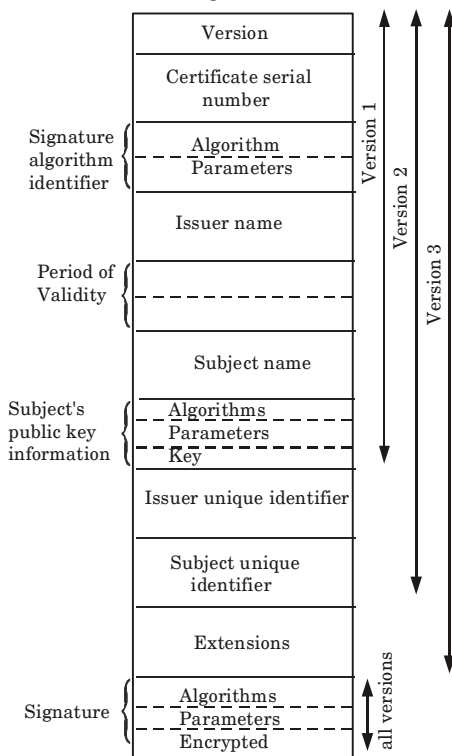 Version
Certificate serial
number
Signature
algorithm
identifier
Algorithm
Parameters
Issuer name
Period of
Validity
Subject name
Subject's
public key
information
Algorithms
Parameters
Key
Issuer unique identifier
Subject unique
identifier
Extensions
Signature
Algorithms
Parameters
Encrypted
Version 1
Version 2
Version 3
all versions